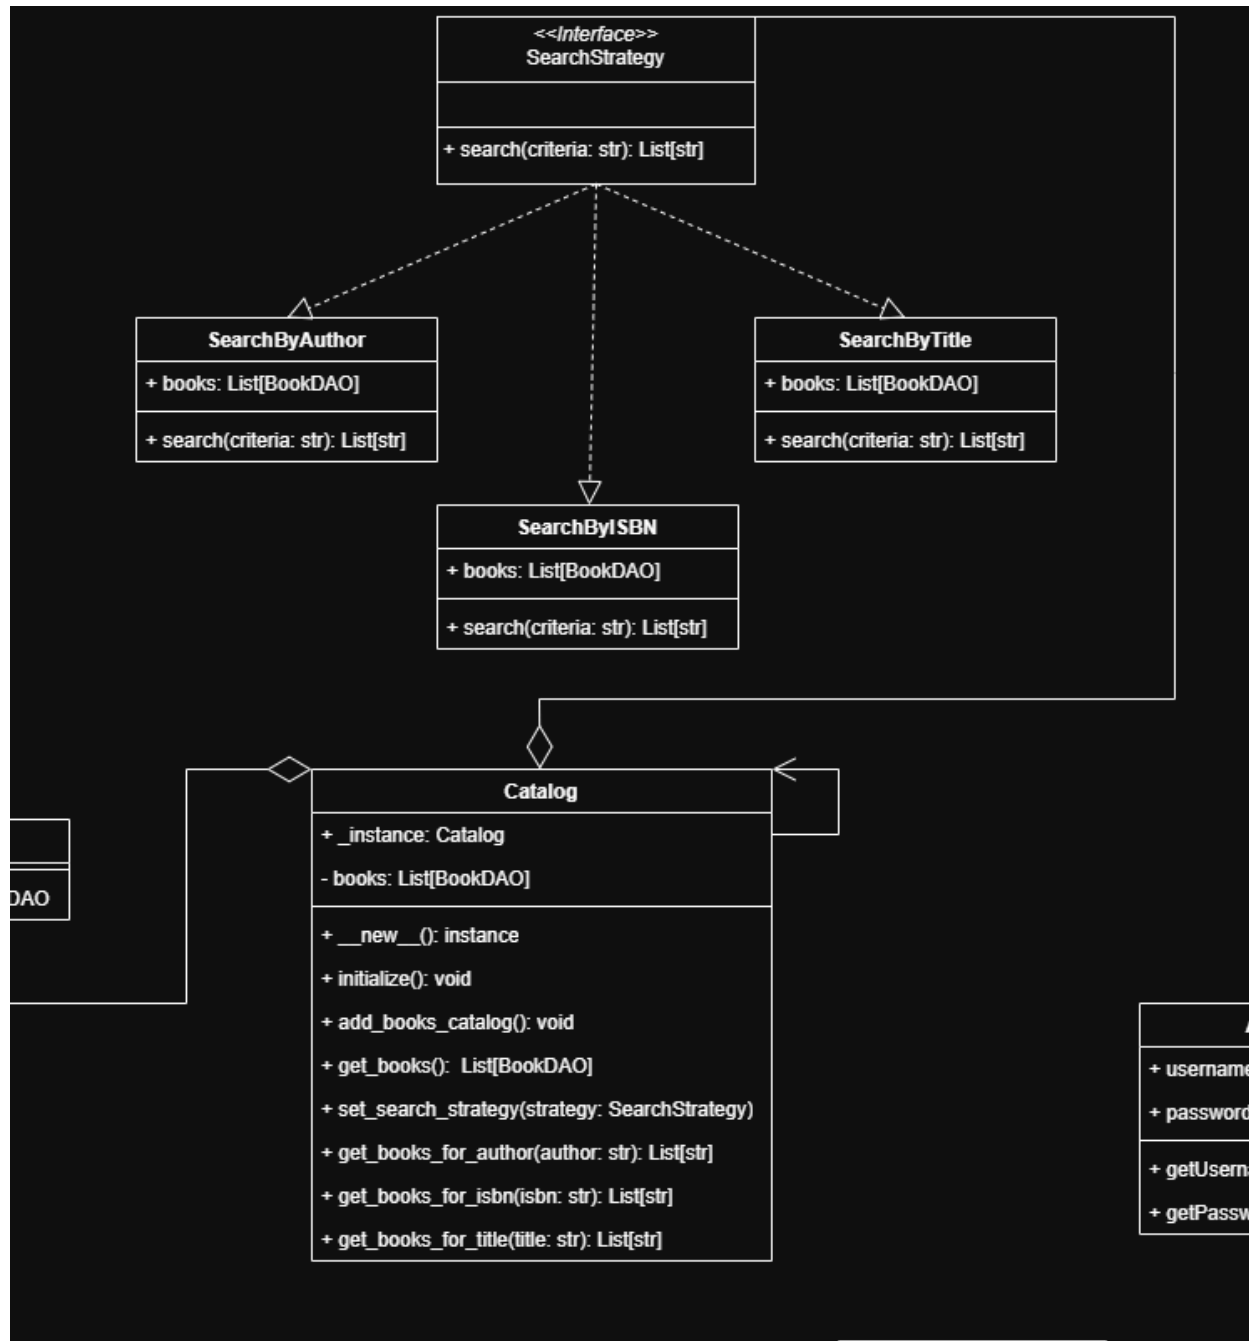 <<Interface>>
SearchStrategy
+ search(criteria: str): List[str]
SearchByAuthor
+ books: List[BookDAO]
+ search(criteria: str): List[str]
SearchByTitle
+ books: List[BookDAO]
+ search(criteria: str): List[str]
SearchByISBN
+ books: List[BookDAO]
+ search(criteria: str): List[str]
Catalog
+ _instance: Catalog
- books: List[BookDAO]
+ __new__(): instance
+ initialize(): void
+ add_books_catalog(): void
+ get_books():  List[BookDAO]
+ set_search_strategy(strategy: SearchStrategy)
+ get_books_for_author(author: str): List[str]
+ get_books_for_isbn(isbn: str): List[str]
+ get_books_for_title(title: str): List[str]
DAO
+ username
+ password
+ getUserna
+ getPassw